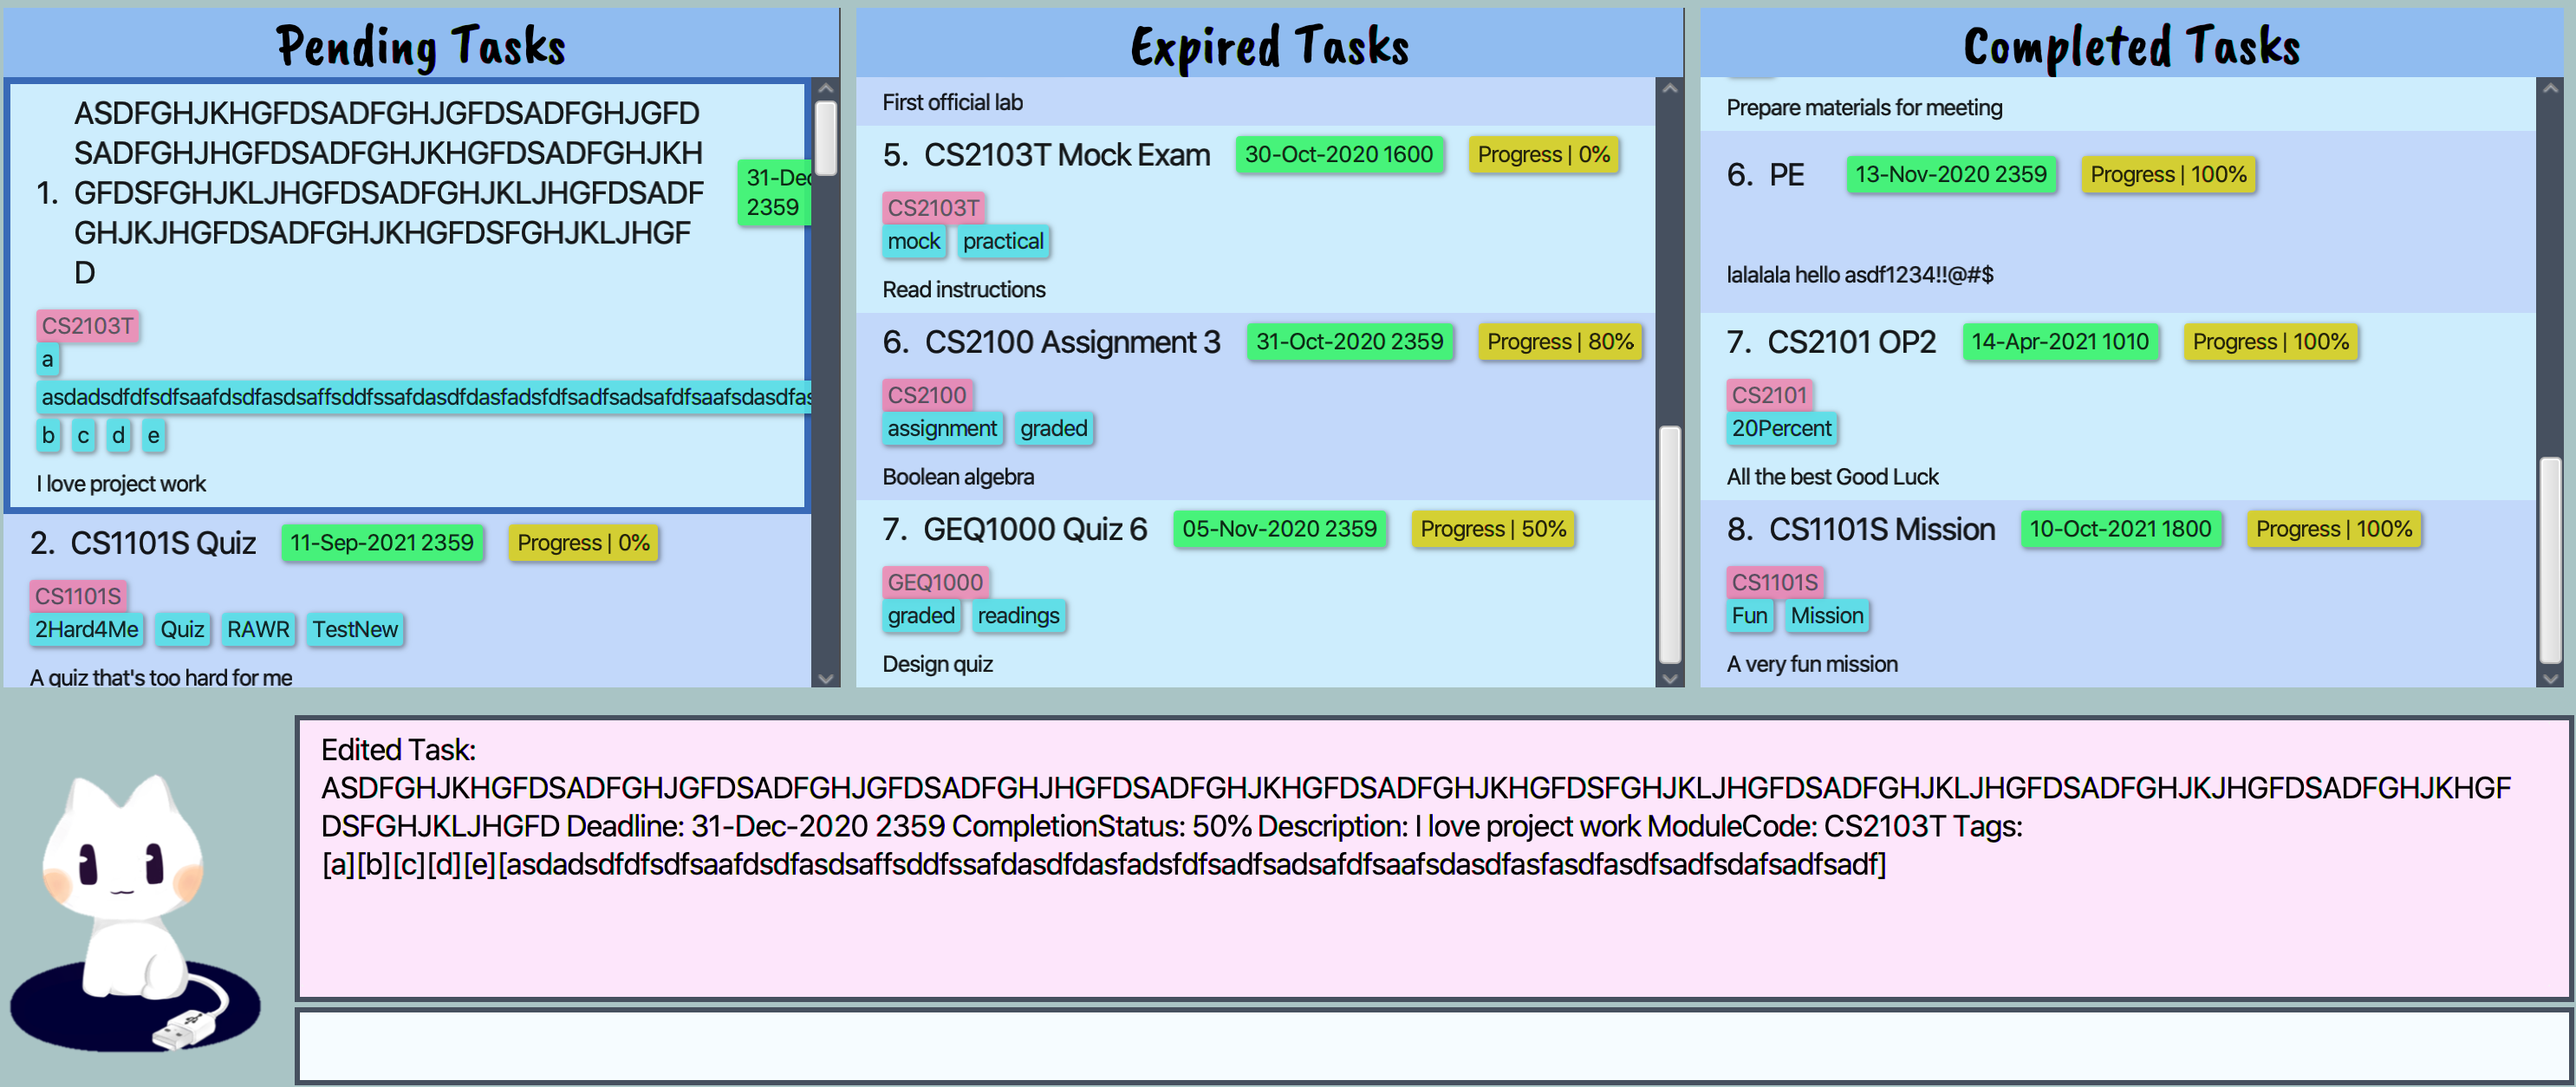 Pending Tasks
ASDFGHJKHGFDSADFGHJGFDSADFGHJGFD
SADFGHJHGFDSADFGHJKHGFDSADFGHJKH
1. GFDSFGHJKLJHGFDSADFGHJKLJHGFDSADF
GHJKJHGFDSADFGHJKHGFDSFGHJKLJHGF
D
31-Dec
2359
CS2103T
a
asdadsdfdfsdfsaafdsdfasdsaffsddfssafdasdfdasfadsfdfsadfsadsafdfsaafsdasdfas
b c d e
I love project work
2. CS1101S Quiz 11-Sep-2021 2359 Progress | 0%
CS1101S
2Hard4Me Quiz RAWR TestNew
A quiz that's too hard for me
Expired Tasks
First official lab
5. CS2103T Mock Exam 30-Oct-2020 1600 Progress | 0%
CS2103T
mock practical
Read instructions
6. CS2100 Assignment 3 31-Oct-2020 2359 Progress | 80%
CS2100
assignment graded
Boolean algebra
7. GEQ1000 Quiz 6 05-Nov-2020 2359 Progress | 50%
GEQ1000
graded readings
Design quiz
Completed Tasks
Prepare materials for meeting
6. PE 13-Nov-2020 2359 Progress | 100%
lalalala hello asdf1234!!@#$
7. CS2101 OP2 14-Apr-2021 1010 Progress | 100%
CS2101
20Percent
All the best Good Luck
8. CS1101S Mission 10-Oct-2021 1800 Progress | 100%
CS1101S
Fun Mission
A very fun mission
Edited Task:
ASDFGHJKHGFDSADFGHJGFDSADFGHJGFDSADFGHJHGFDSADFGHJKHGFDSADFGHJKHGFDSFGHJKLJHGFDSADFGHJKLJHGFDSADFGHJKJHGFDSADFGHJKHGF
DSFGHJKLJHGFD Deadline: 31-Dec-2020 2359 CompletionStatus: 50% Description: I love project work ModuleCode: CS2103T Tags:
[a][b][c][d][e][asdadsdfdfsdfsaafdsdfasdsaffsddfssafdasdfdasfadsfdfsadfsadsafdfsaafsdasdfasfasdfasdfsadfsdafsadfsadf]